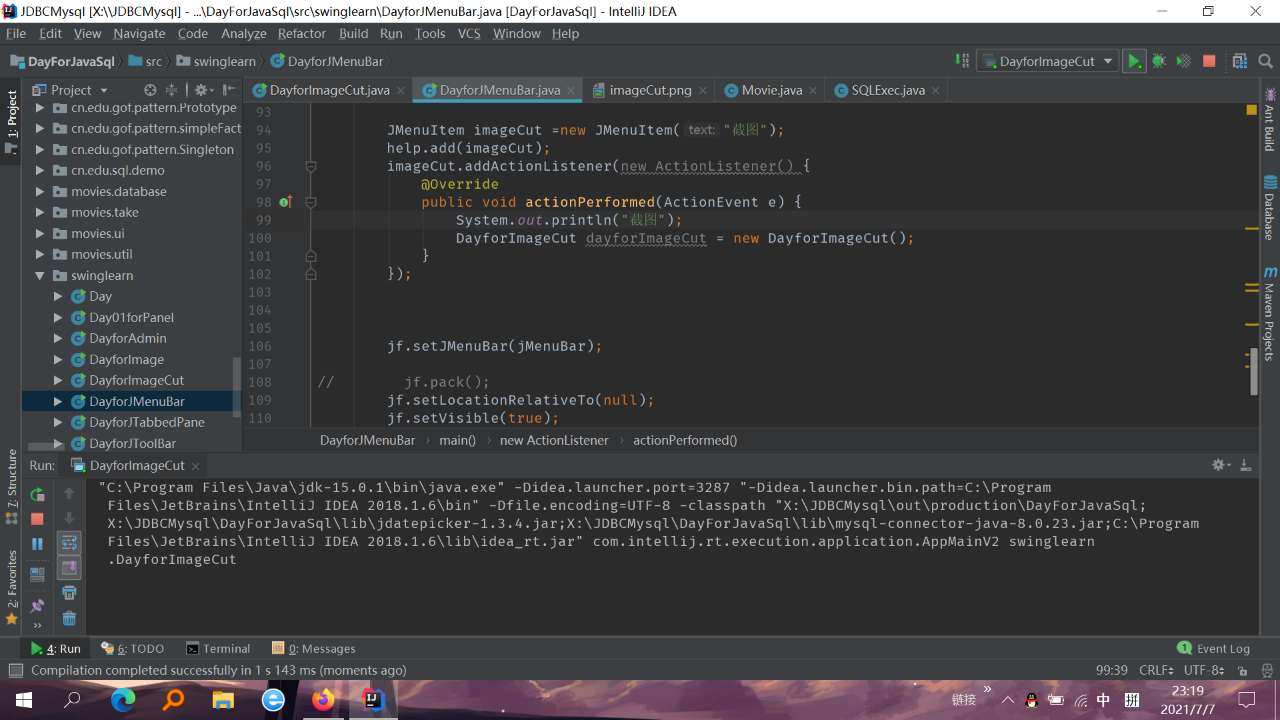 JDBCMysql [X:\\JDBCMysql] - ...\DayForJavaSql\src\swinglearn\DayforJMenuBar.java [DayForJavaSql] - IntelliJ IDEA
File Edit View Navigate Code Analyze Refactor Build Run Tools VCS Window Help
DayForJavaSql src swinglearn DayforJMenuBar
DayforImageCut
Project
DayforImageCut.java DayforJMenuBar.java imageCut.png Movie.java SQLExec.java
1: Project
7: Structure
2: Favorites
cn.edu.gof.pattern.Prototype
cn.edu.gof.pattern.simpleFact
cn.edu.gof.pattern.Singleton
cn.edu.sql.demo
movies.database
movies.take
movies.ui
movies.util
swinglearn
Day
Day01forPanel
DayforAdmin
DayforImage
DayforImageCut
DayforJMenuBar
DayforJTabbedPane
DayforJToolBar
93
94 JMenuItem imageCut =new JMenuItem( text: "截图");
95 help.add(imageCut);
96 imageCut.addActionListener(new ActionListener() {
97 @Override
98 public void actionPerformed(ActionEvent e) {
99 System.out.println("截图");
100 DayforImageCut dayforImageCut = new DayforImageCut();
101 }
102 });
103
104
105
106 jf.setJMenuBar(jMenuBar);
107
108 // jf.pack();
109 jf.setLocationRelativeTo(null);
110 jf.setVisible(true);
DayforJMenuBar › main() › new ActionListener › actionPerformed()
Ant Build
Database
Maven Projects
Run: DayforImageCut
"C:\Program Files\Java\jdk-15.0.1\bin\java.exe" -Didea.launcher.port=3287 "-Didea.launcher.bin.path=C:\Program
Files\JetBrains\IntelliJ IDEA 2018.1.6\bin" -Dfile.encoding=UTF-8 -classpath "X:\JDBCMysql\out\production\DayForJavaSql;
X:\JDBCMysql\DayForJavaSql\lib\jdatepicker-1.3.4.jar;X:\JDBCMysql\DayForJavaSql\lib\mysql-connector-java-8.0.23.jar;C:\Program
Files\JetBrains\IntelliJ IDEA 2018.1.6\lib\idea_rt.jar" com.intellij.rt.execution.application.AppMainV2 swinglearn
.DayforImageCut
4: Run 6: TODO Terminal 0: Messages 1 Event Log
Compilation completed successfully in 1 s 143 ms (moments ago) 99:39 CRLF UTF-8
链接 中 拼
23:19
2021/7/7